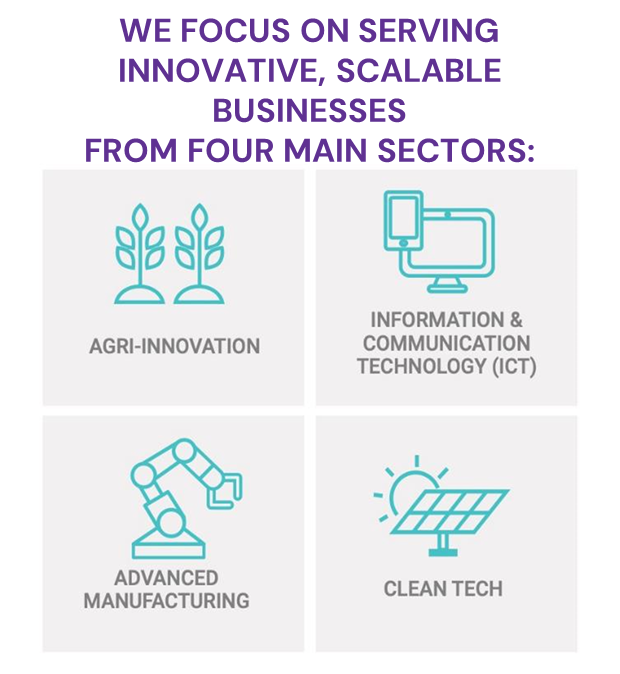 WE FOCUS ON SERVING
INNOVATIVE, SCALABLE
BUSINESSES
FROM FOUR MAIN SECTORS:
AGRI-INNOVATION
INFORMATION &
COMMUNICATION
TECHNOLOGY (ICT)
ADVANCED
MANUFACTURING
CLEAN TECH